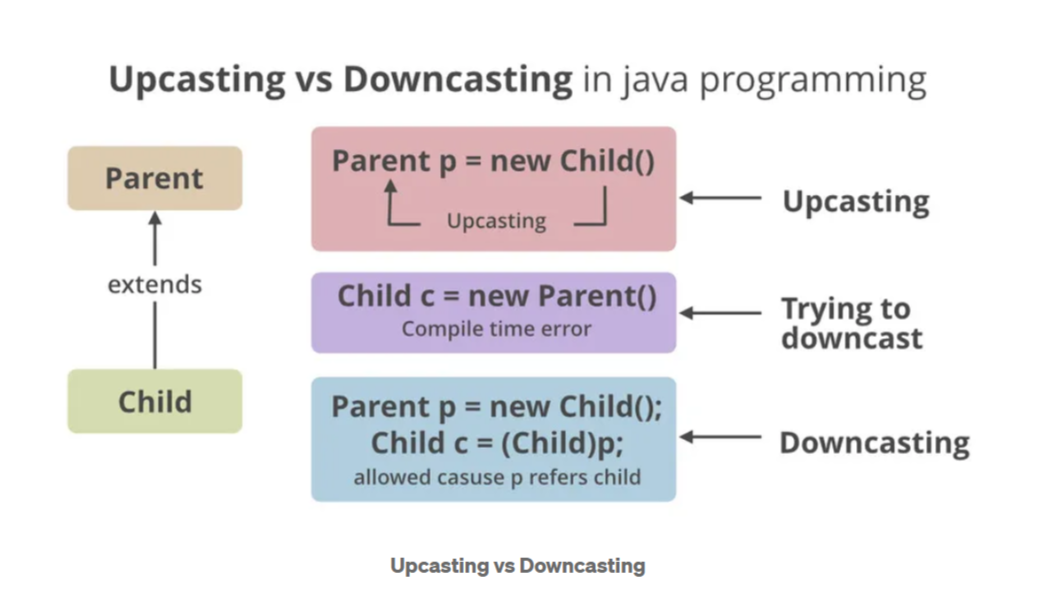 Upcasting vs Downcasting in java programming
Parent
extends
Child
Parent p = new Child()
Upcasting
Upcasting
Child c = new Parent()
Compile time error
Trying to
downcast
Parent p = new Child();
Child c = (Child)p;
allowed casuse p refers child
Downcasting
Upcasting vs Downcasting